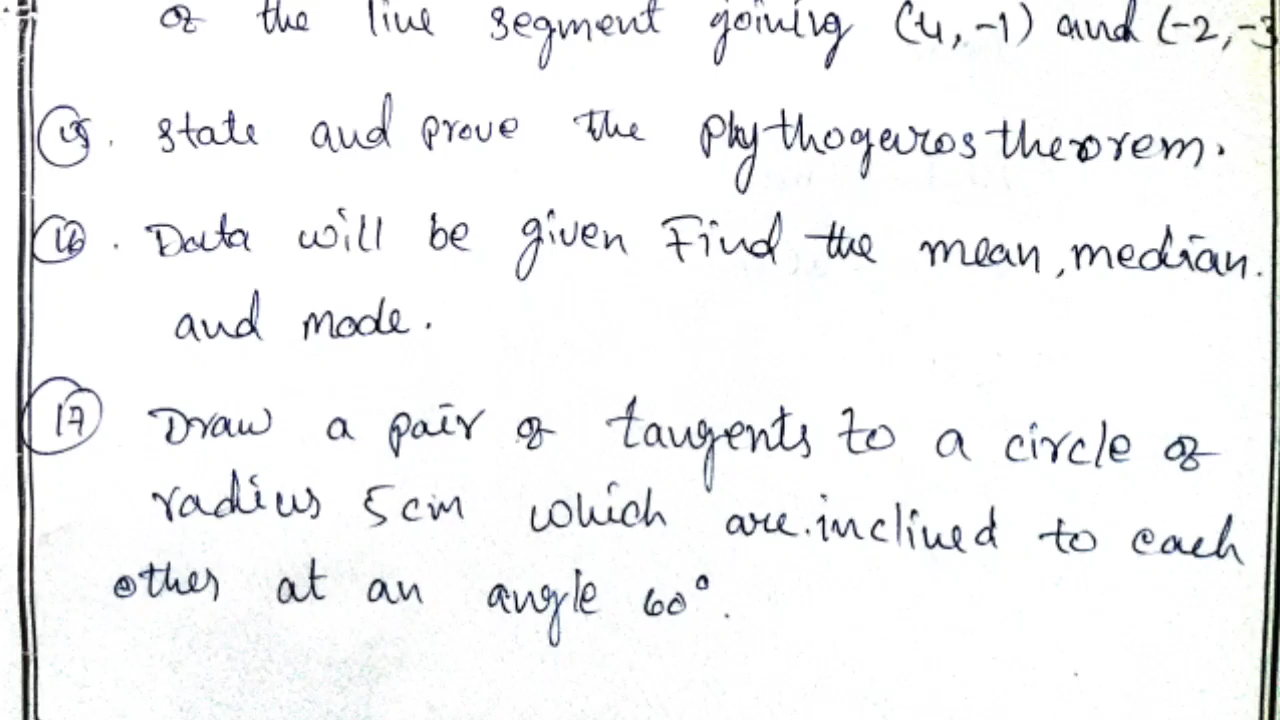 of the line segment joining (4,-1) and (-2,-3
15. state and prove the Phythogeros theorem.
16. Data will be given Find the mean, median.
and mode.
17 Draw a pair of tangents to a circle of
radius 5cm which are.inclined to each
other at an angle 60°.